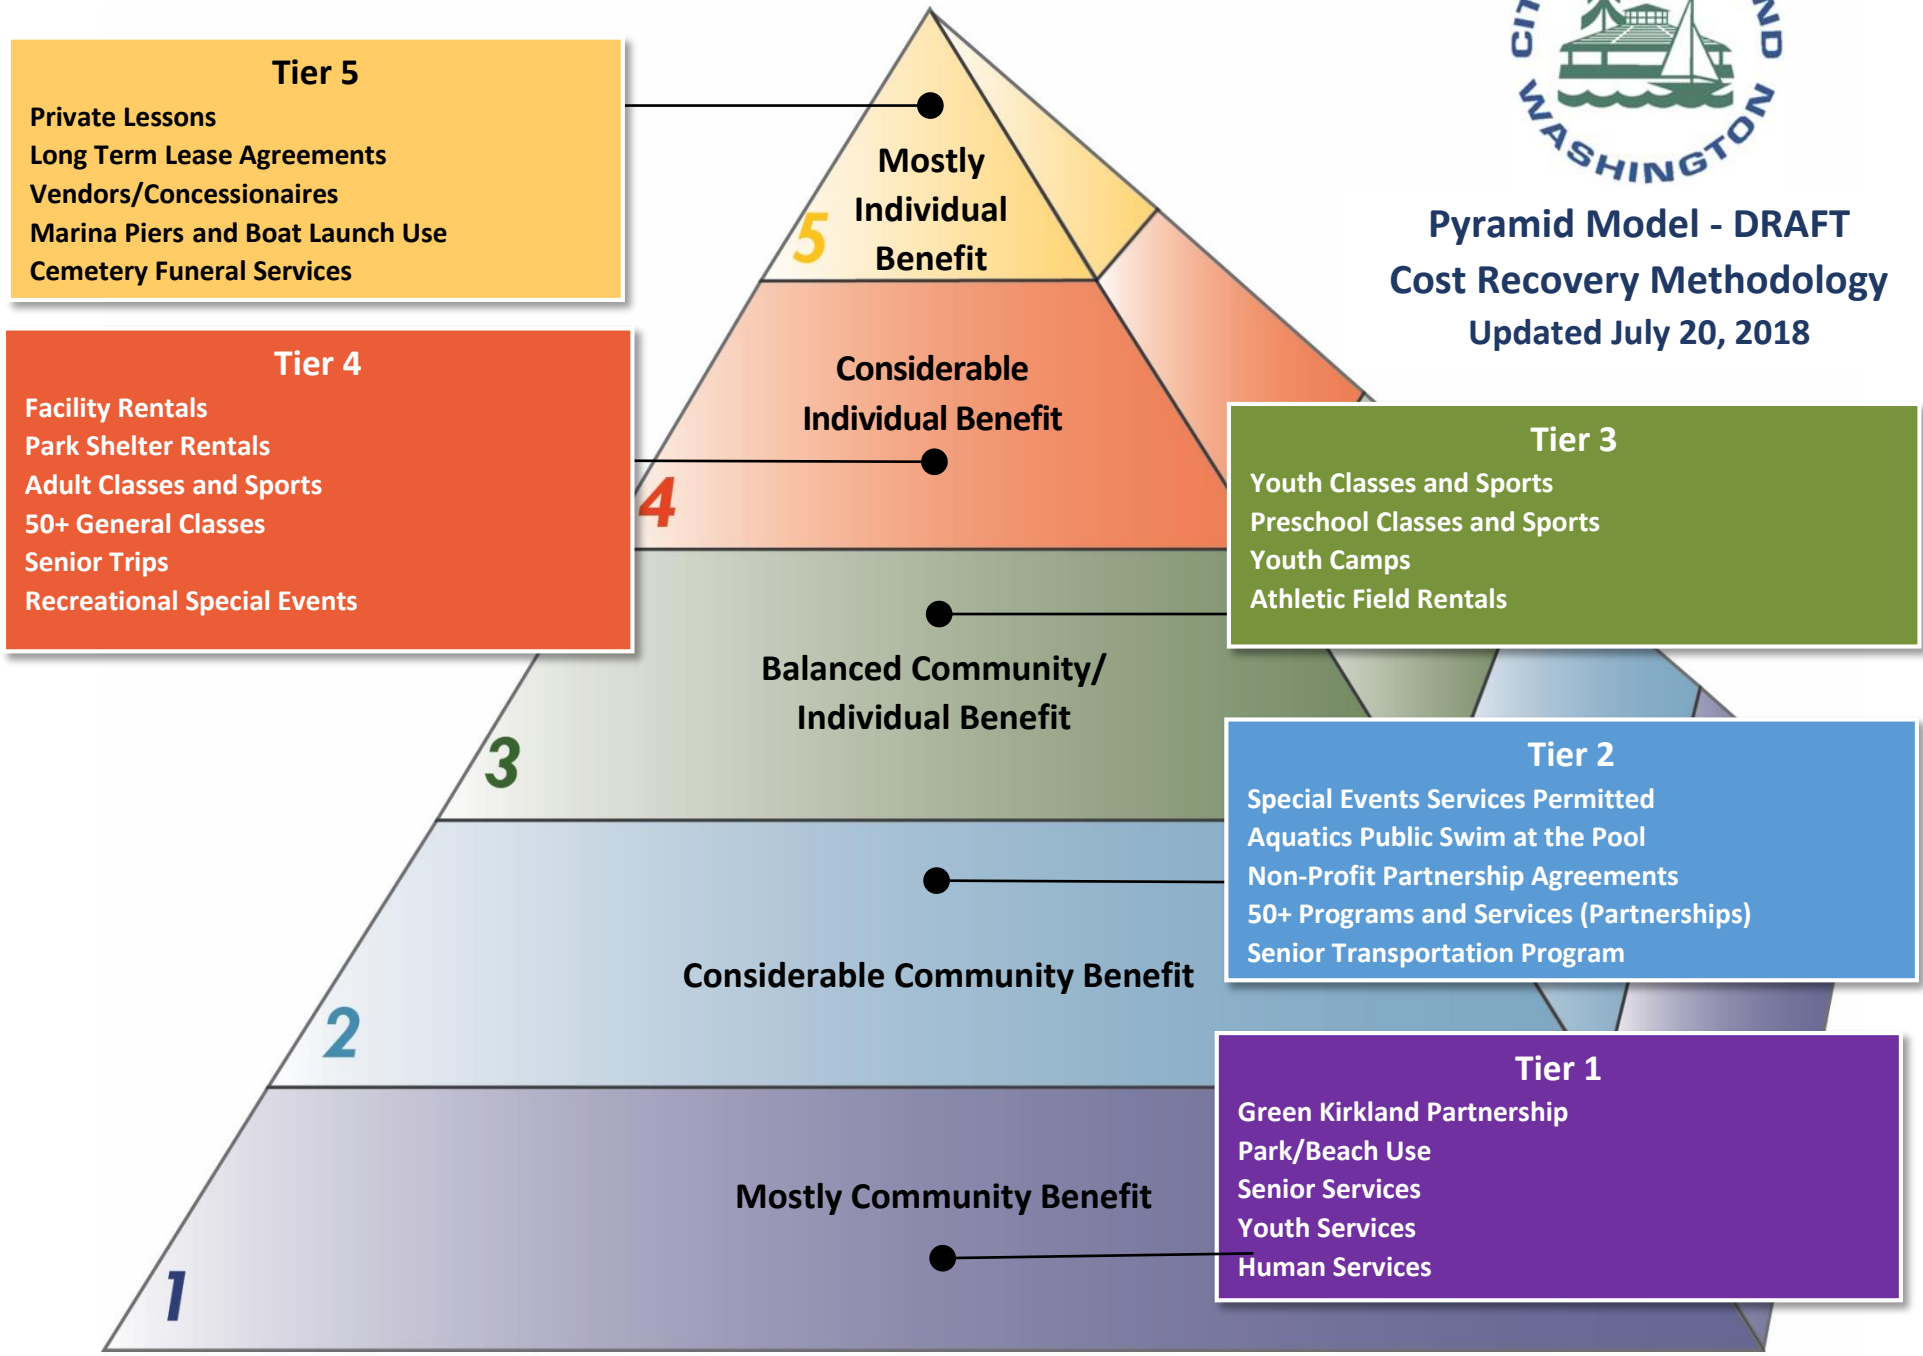 Tier 5
Private Lessons
Long Term Lease Agreements
Vendors/Concessionaires
Marina Piers and Boat Launch Use
Cemetery Funeral Services
WASHINGTON
Pyramid Model - DRAFT
Cost Recovery Methodology
Updated July 20, 2018
Mostly
Individual
Benefit
5
Tier 4
Facility Rentals
Park Shelter Rentals
Adult Classes and Sports
50+ General Classes
Senior Trips
Recreational Special Events
Considerable
Individual Benefit
4
Tier 3
Youth Classes and Sports
Preschool Classes and Sports
Youth Camps
Athletic Field Rentals
Balanced Community/
Individual Benefit
3
Tier 2
Special Events Services Permitted
Aquatics Public Swim at the Pool
Non-Profit Partnership Agreements
50+ Programs and Services (Partnerships)
Senior Transportation Program
Considerable Community Benefit
2
Tier 1
Green Kirkland Partnership
Park/Beach Use
Senior Services
Youth Services
Human Services
Mostly Community Benefit
1